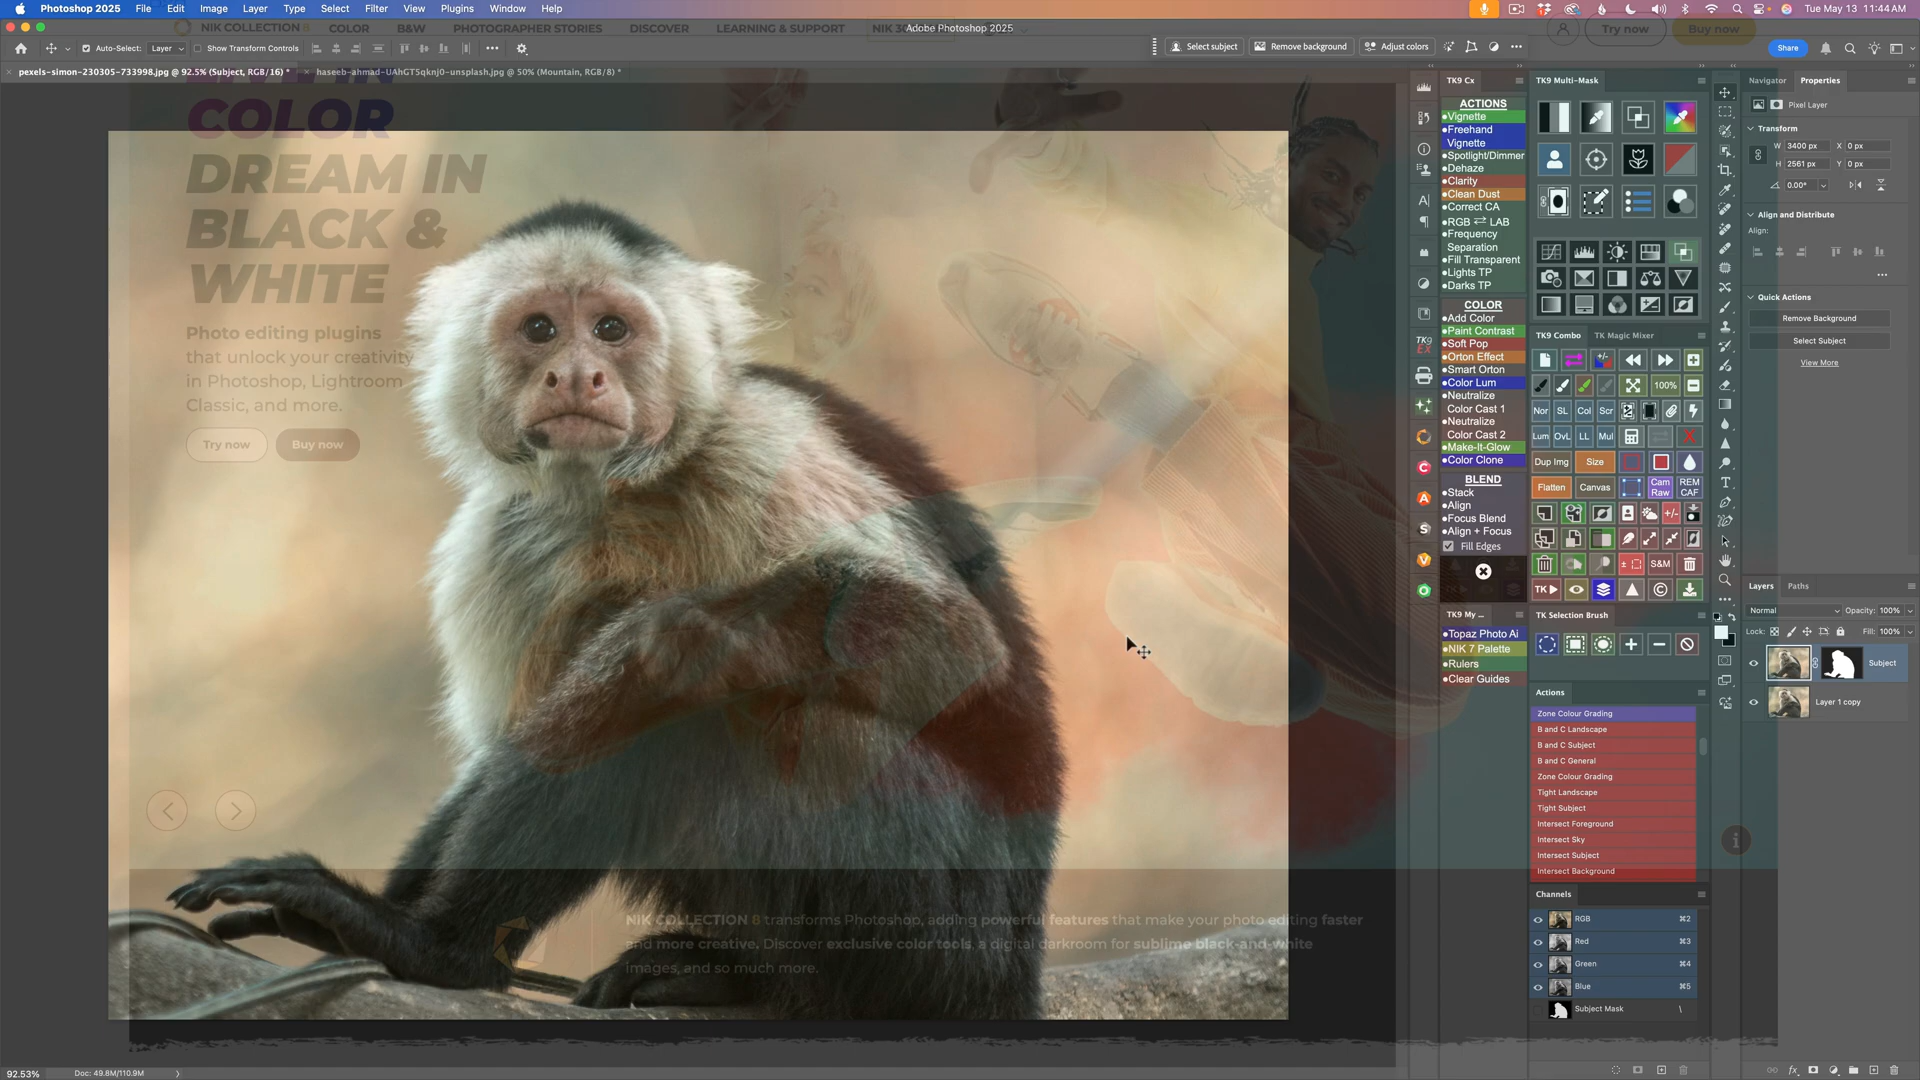 Photoshop 2025 File Edit Image Layer Type Select Filter View Plugins Window Help Tue May 13 11:44 AM
NIK COLLECTION 8 COLOR B&W PHOTOGRAPHER STORIES DISCOVER LEARNING & SUPPORT Adobe Photoshop 2025 Try now Buy now
Auto-Select: Layer Show Transform Controls Select subject Remove background Adjust colors Share
pexels-simon-230305-733998.jpg @ 92.5% (Subject, RGB/16) * haseeb-ahmad-UAhGT5qknj0-unsplash.jpg @ 50% (Mountain, RGB/8) *
COLOR
DREAM IN
BLACK &
WHITE
Photo editing plugins
that unlock your creativity
in Photoshop, Lightroom
Classic, and more.
Try now Buy now
NIK COLLECTION 8 transforms Photoshop, adding powerful features that make your photo editing faster
and more creative. Discover exclusive color tools, a digital darkroom for sublime black-and-white
images, and so much more.
92.53% Doc: 49.8M/110.9M
TK9 Cx
ACTIONS
Vignette
Freehand
Vignette
Spotlight/Dimmer
Dehaze
Clarity
Clean Dust
Correct CA
RGB ⇄ LAB
Frequency
Separation
Fill Transparent
Lights TP
Darks TP
COLOR
Add Color
Paint Contrast
Soft Pop
Orton Effect
Smart Orton
Color Lum
Neutralize
Color Cast 1
Neutralize
Color Cast 2
Make-It-Glow
Color Clone
BLEND
Stack
Align
Focus Blend
Align + Focus
Fill Edges
TK9 My ...
Topaz Photo Ai
NIK 7 Palette
Rulers
Clear Guides
TK9 Multi-Mask
TK9 Combo TK Magic Mixer
100%
Nor SL Col Scr
Lum OvL LL Mul
Dup Img Size
Flatten Canvas Cam Raw REM CAF
+/-
S&M
TK
TK Selection Brush
Actions
Zone Colour Grading
B and C Landscape
B and C Subject
B and C General
Zone Colour Grading
Tight Landscape
Tight Subject
Intersect Foreground
Intersect Sky
Intersect Subject
Intersect Background
Channels
RGB ⌘2
Red ⌘3
Green ⌘4
Blue ⌘5
Subject Mask \
Navigator Properties
Pixel Layer
Transform
W 3400 px X 0 px
H 2561 px Y 0 px
0.00°
Align and Distribute
Align:
Quick Actions
Remove Background
Select Subject
View More
Layers Paths
Normal Opacity: 100%
Lock: Fill: 100%
Subject
Layer 1 copy